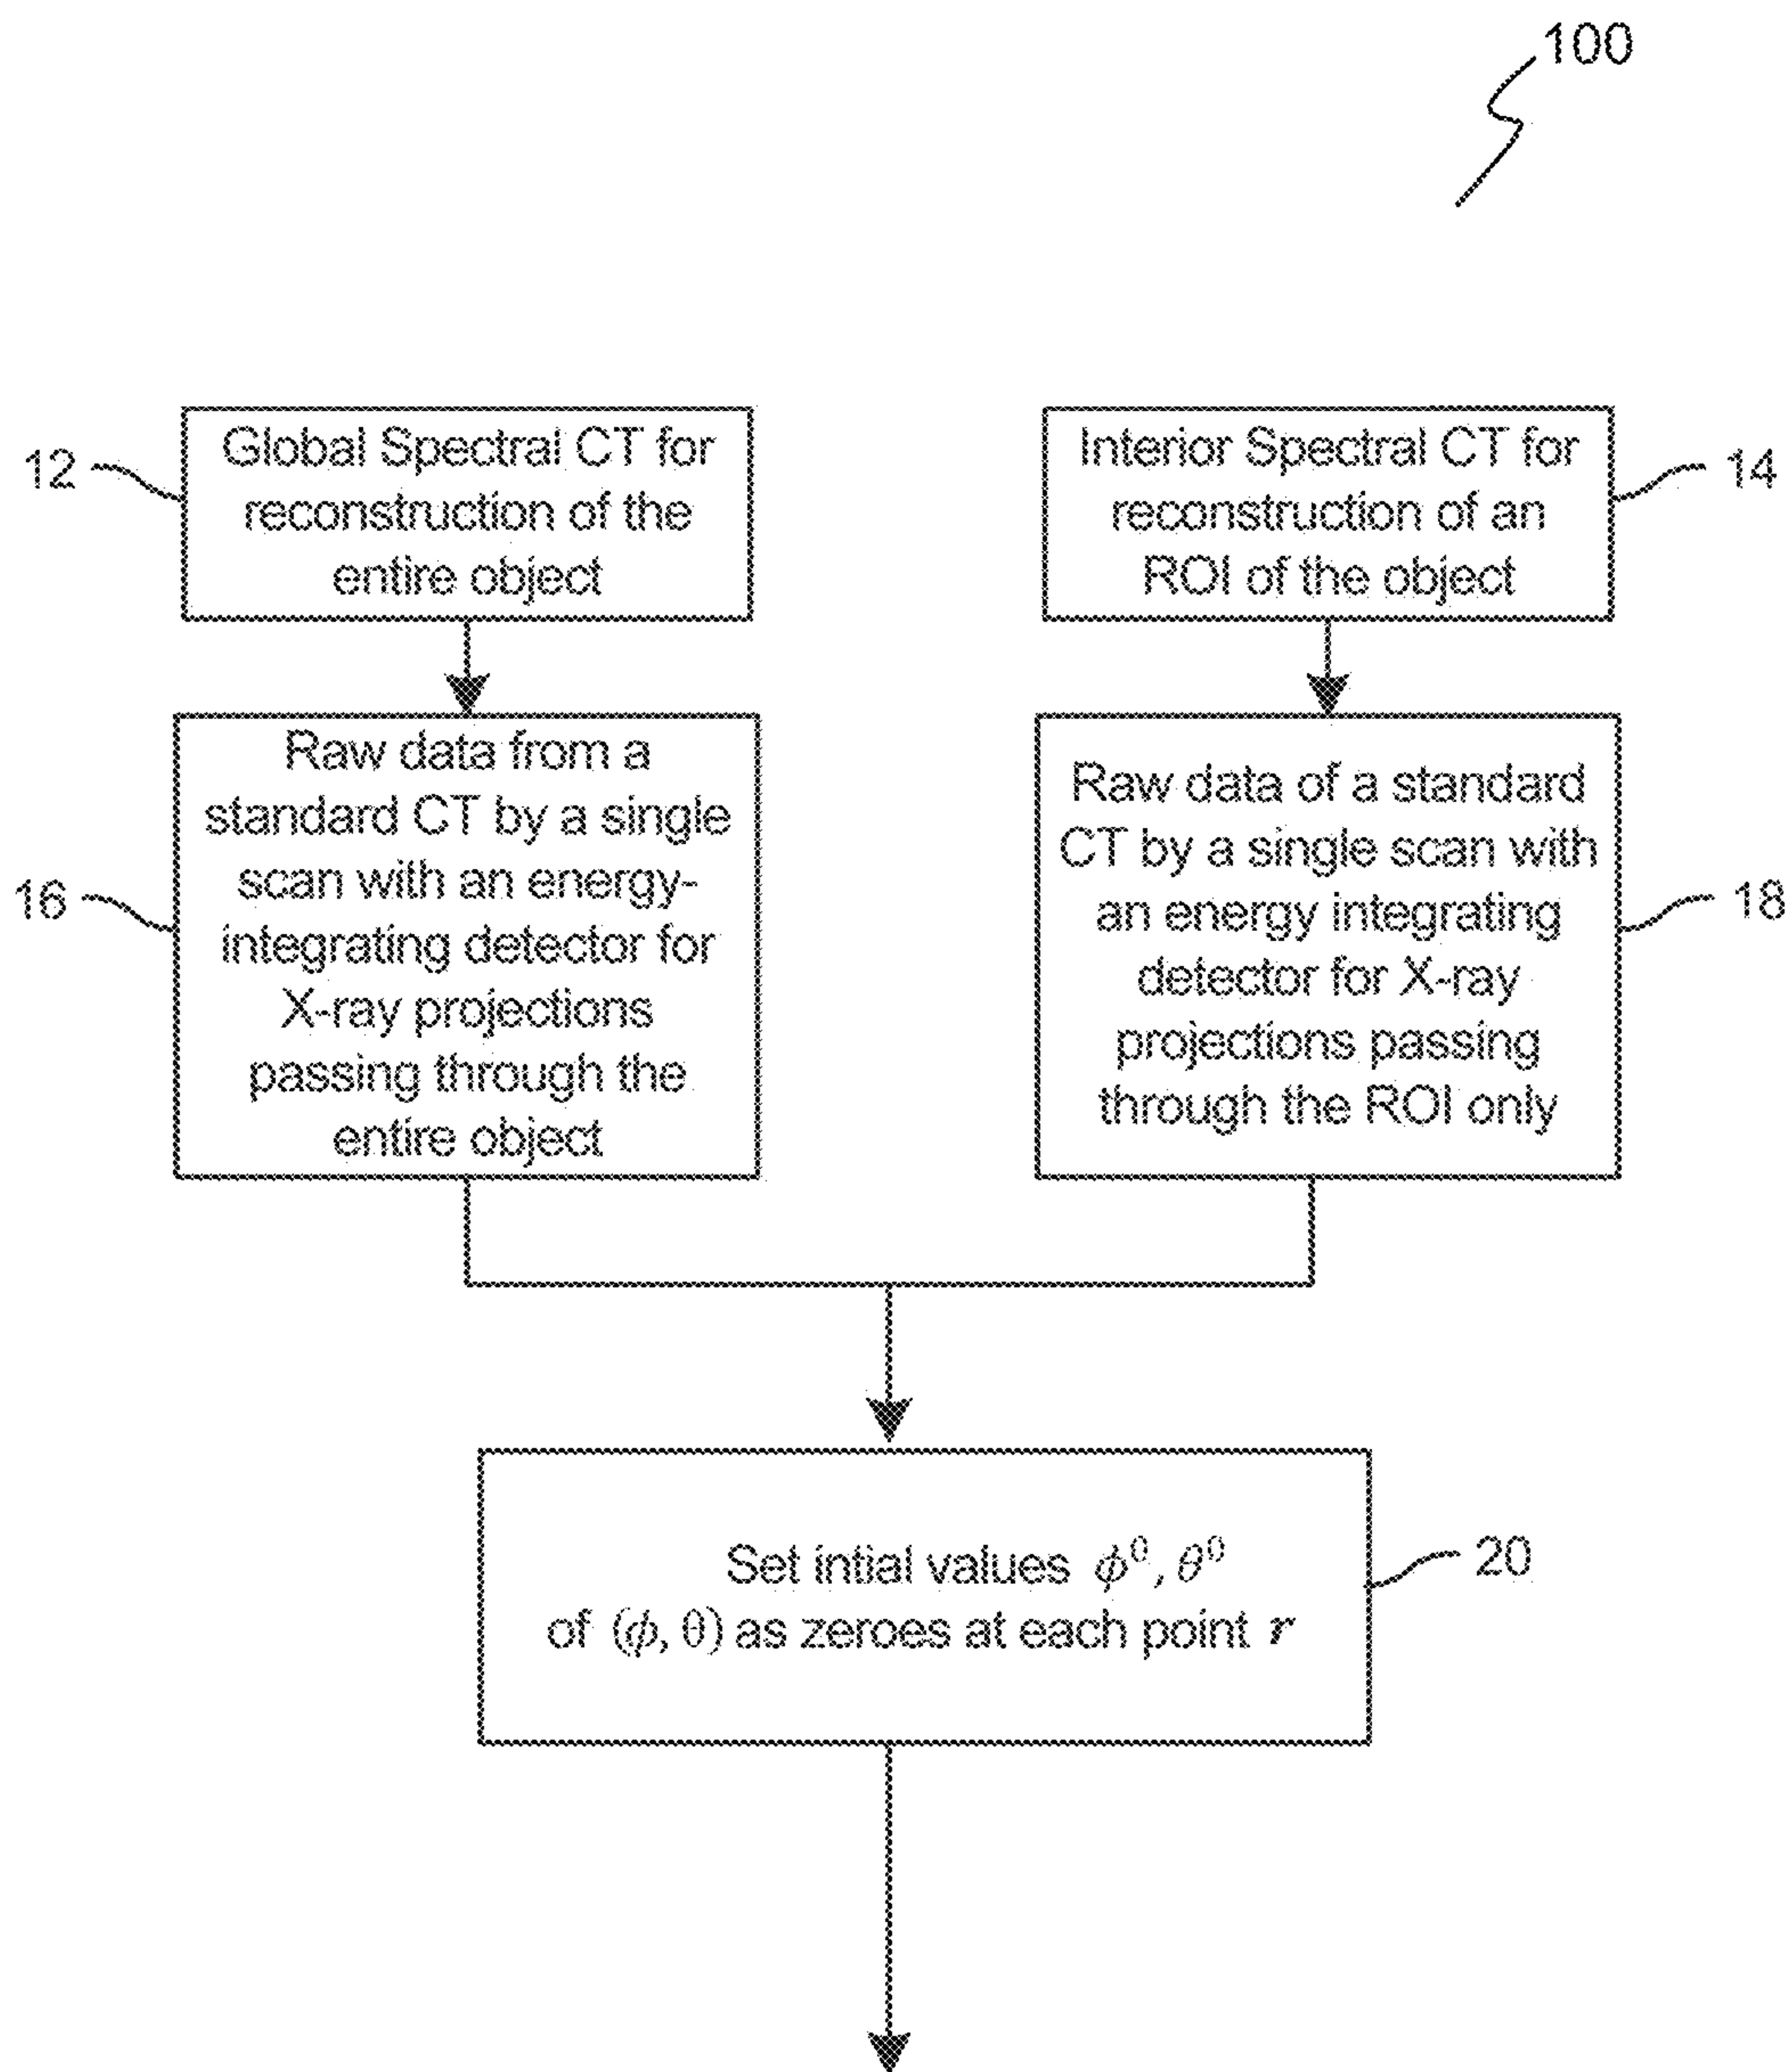 100
12
Global Spectral CT for
reconstruction of the
entire object
Interior Spectral CT for
reconstruction of an
ROI of the object
14
16
Raw data from a
standard CT by a single
scan with an energy-
integrating detector for
X-ray projections
passing through the
entire object
Raw data of a standard
CT by a single scan with
an energy integrating
detector for X-ray
projections passing
through the ROI only
18
Set intial values ϕ⁰, θ⁰
of (ϕ, θ) as zeroes at each point r
20